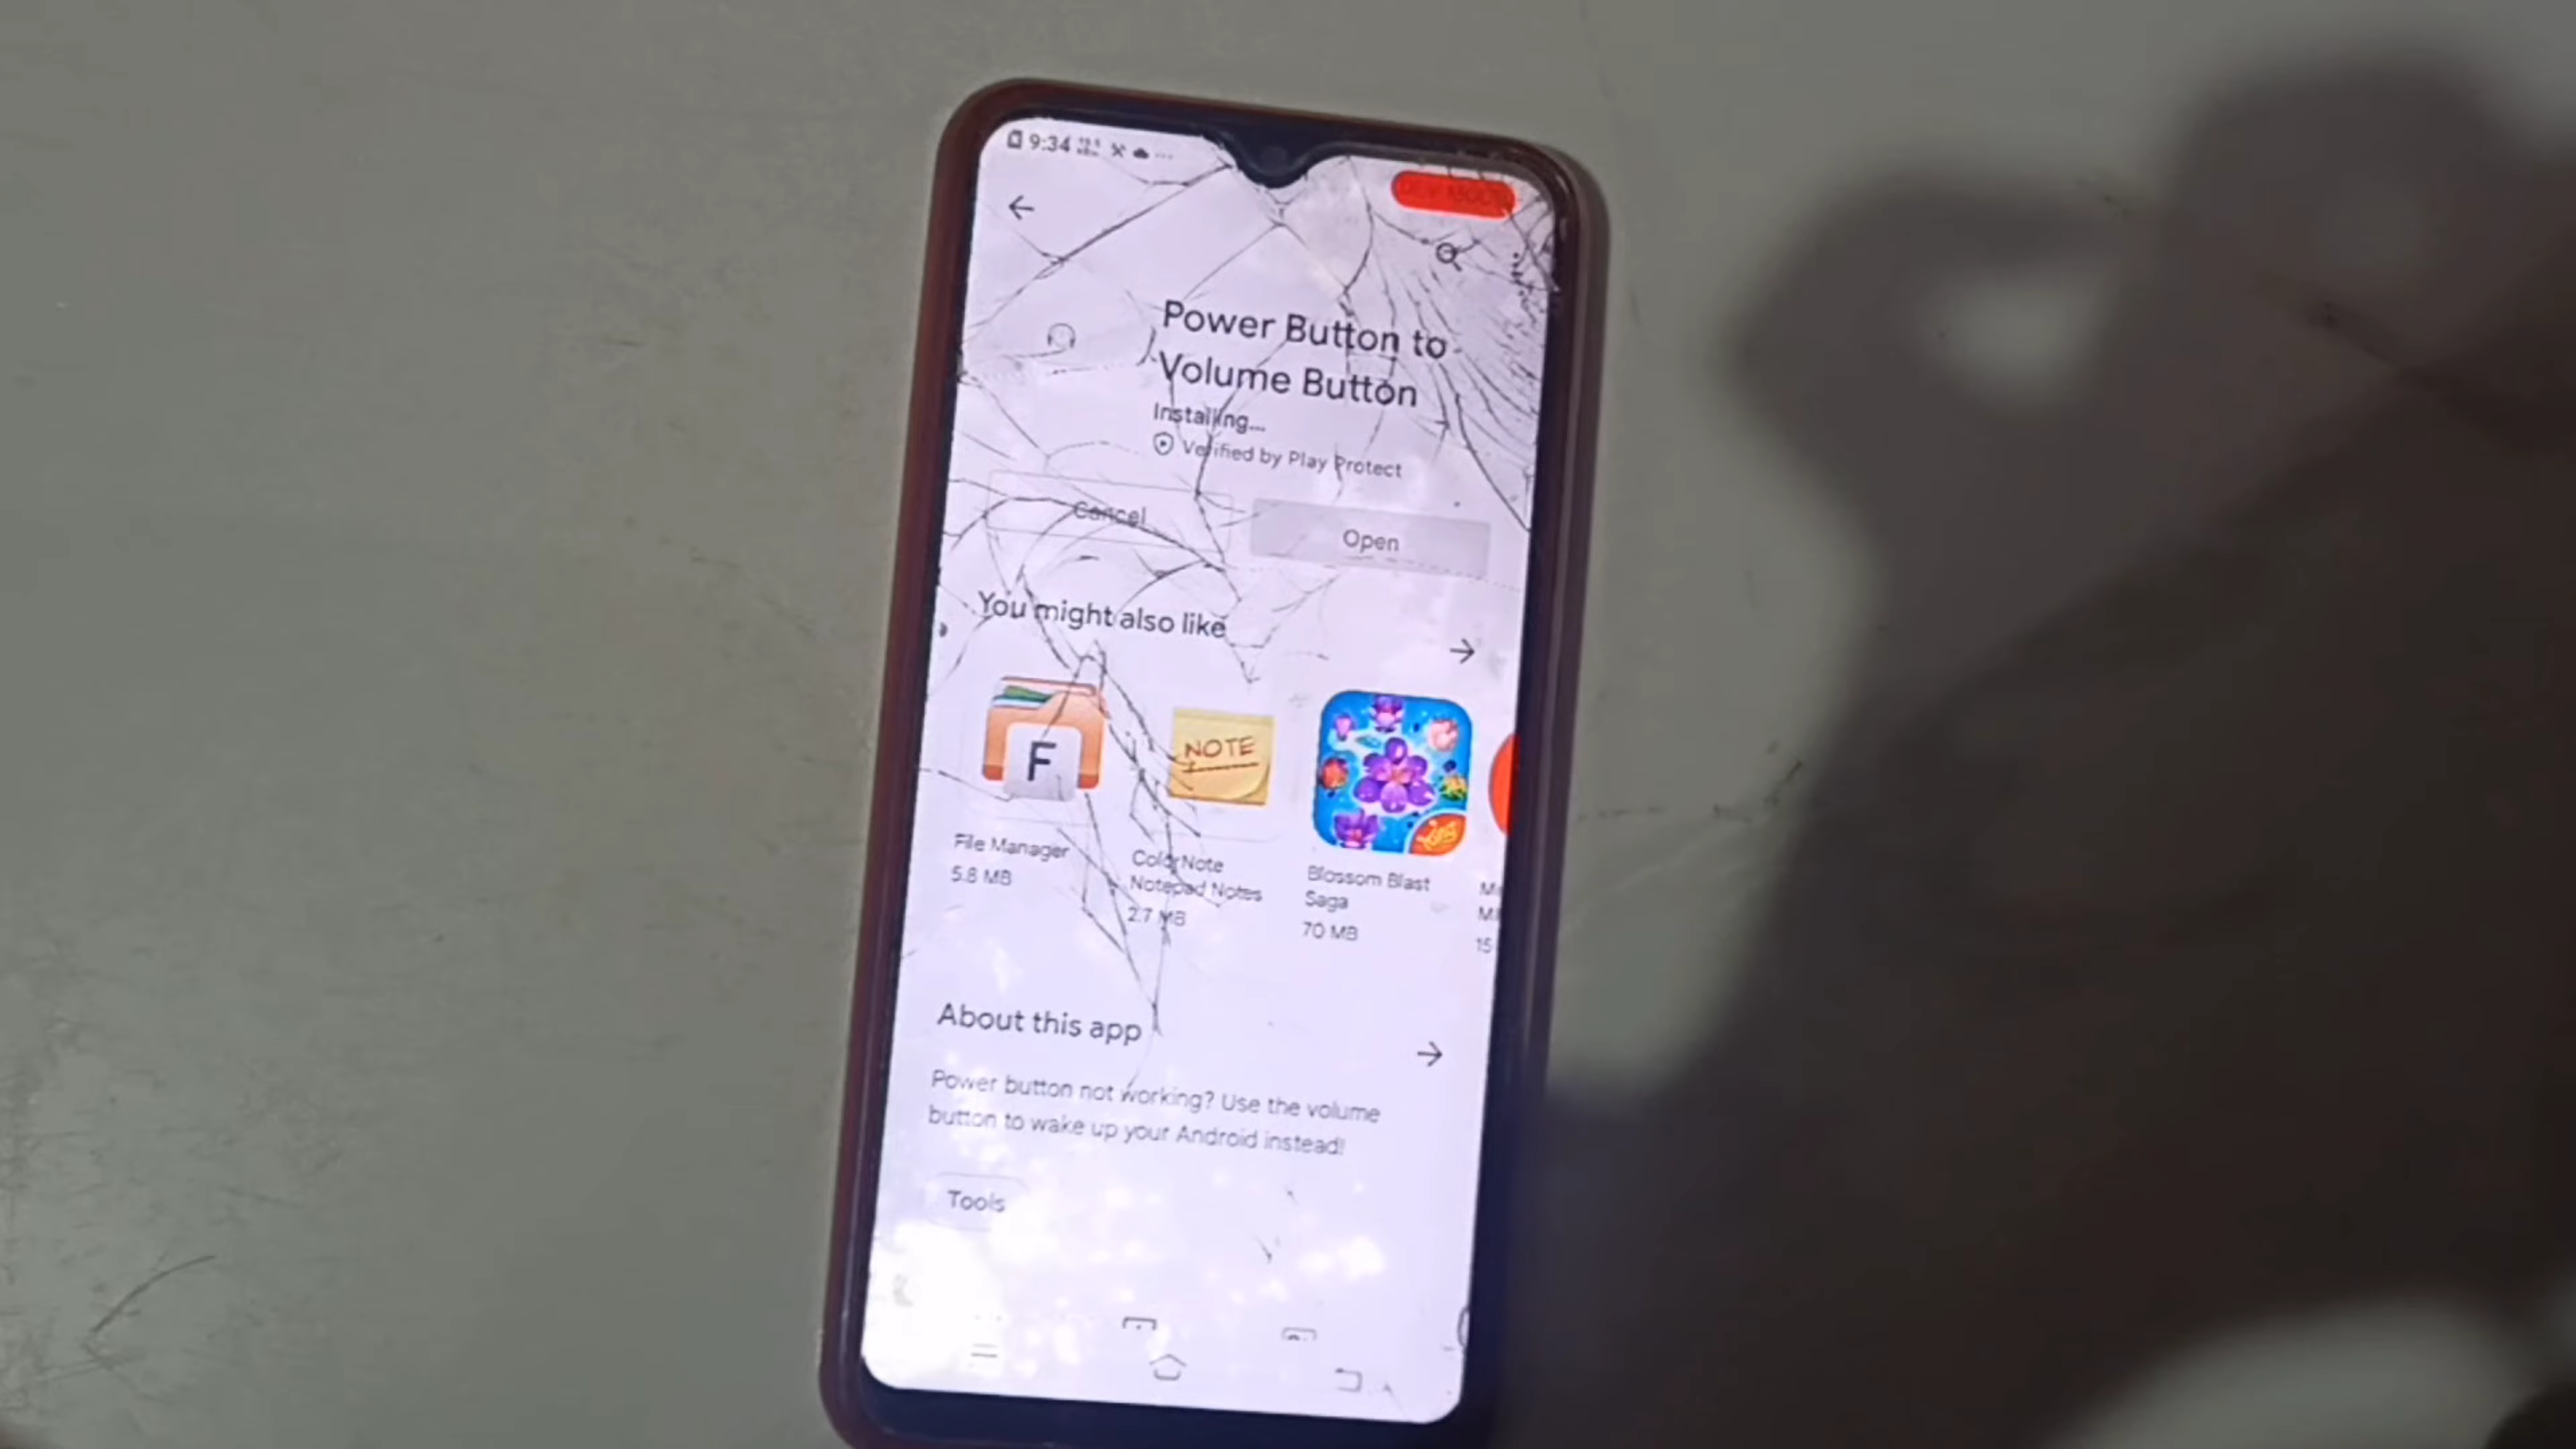 9:34
Power Button to
Volume Button
Installing...
Verified by Play Protect
Cancel
Open
You might also like
F
NOTE
File Manager
5.8 MB
ColorNote
Notepad Notes
2.7 MB
Blossom Blast
Saga
70 MB
15
About this app
Power button not working? Use the volume
button to wake up your Android instead!
Tools